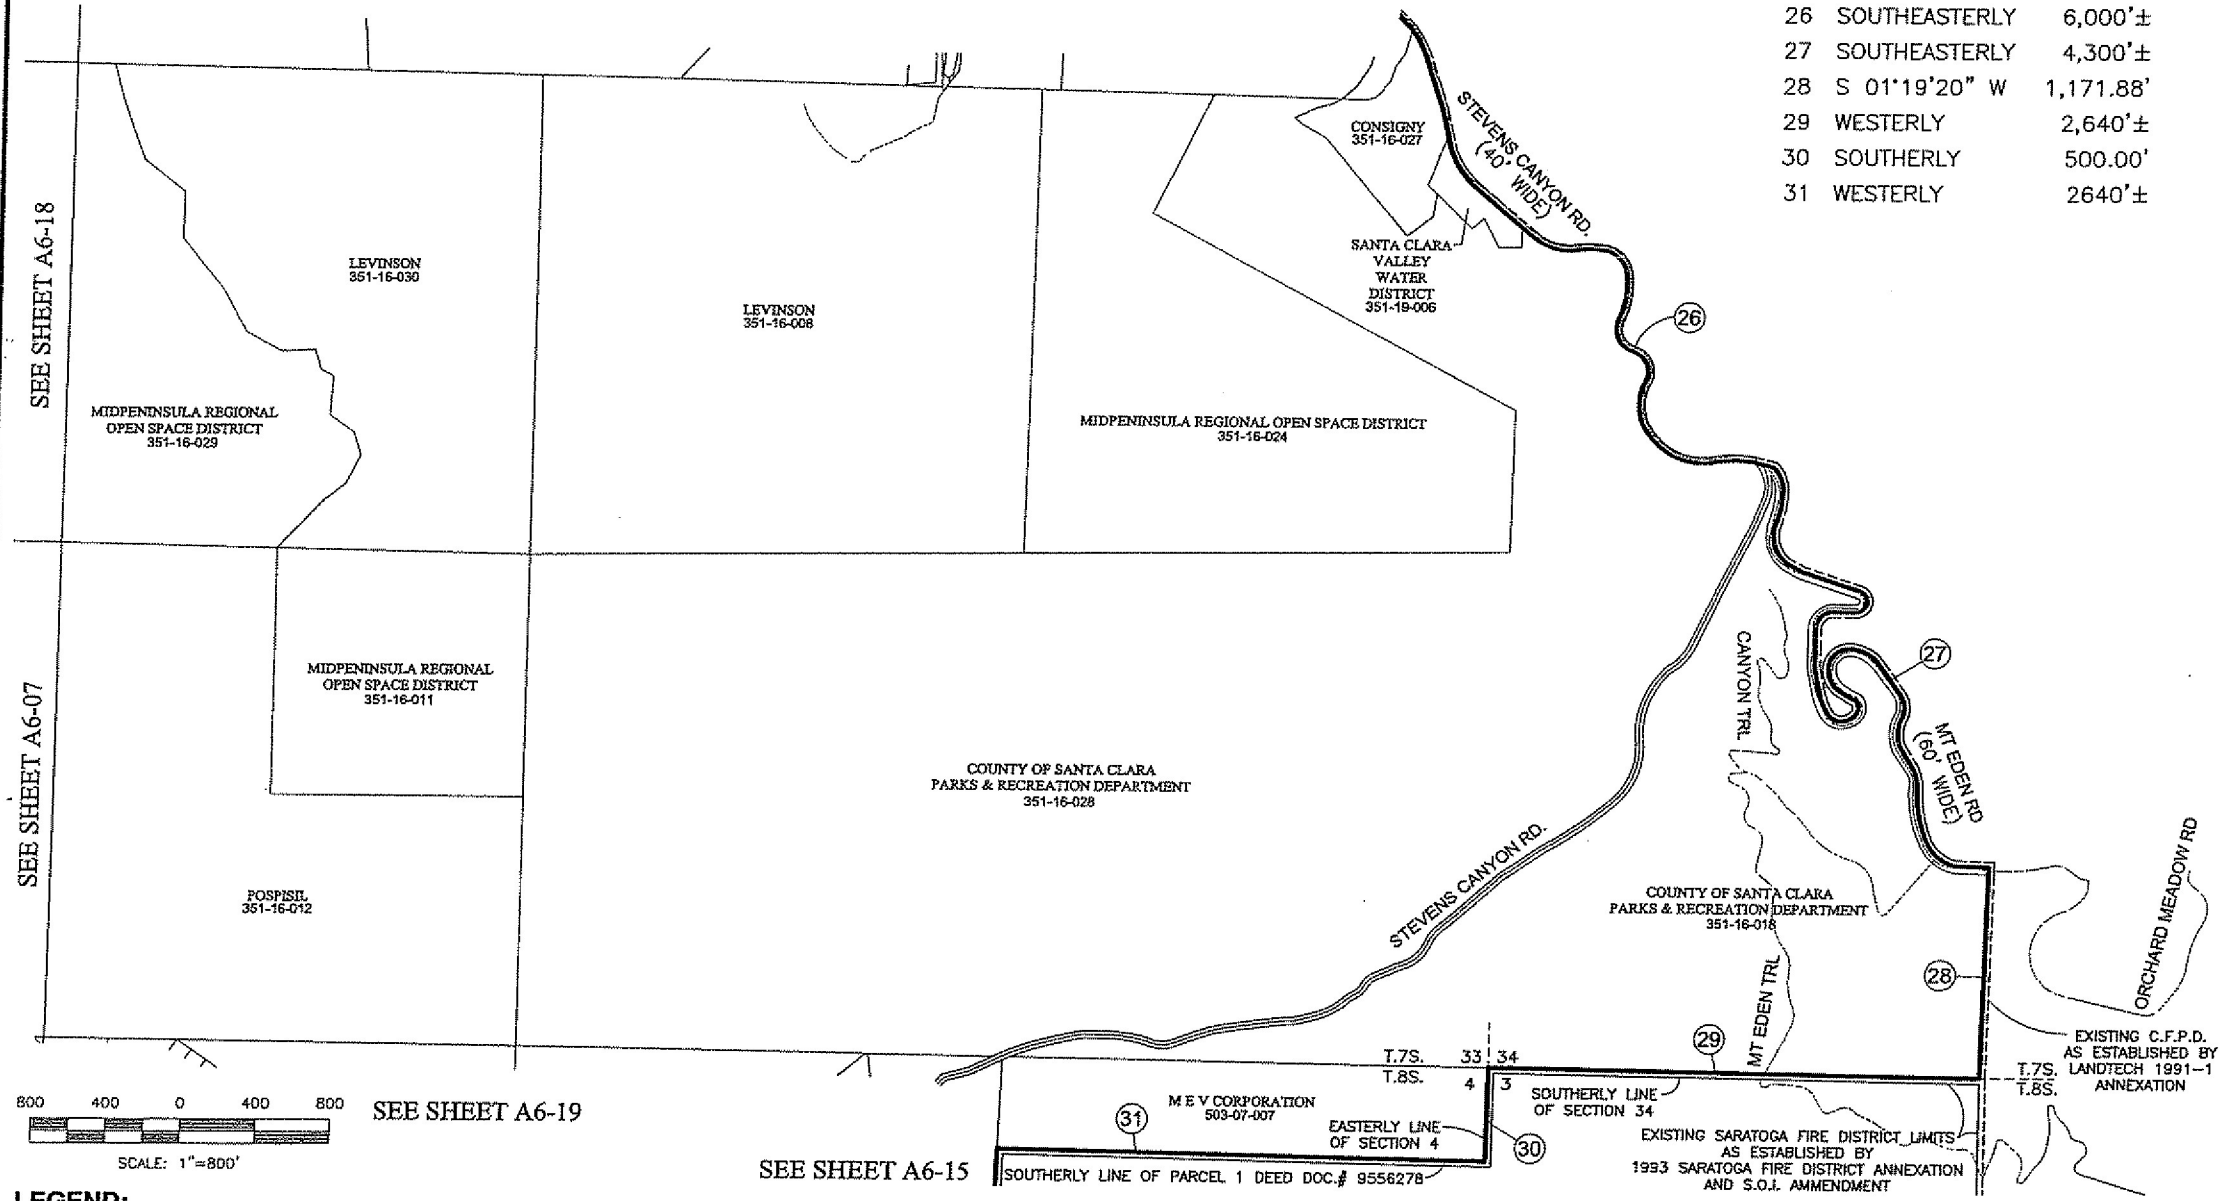 26 SOUTHEASTERLY 6,000'±
27 SOUTHEASTERLY 4,300'±
28 S 01°19'20" W 1,171.88'
29 WESTERLY 2,640'±
30 SOUTHERLY 500.00'
31 WESTERLY 2640'±
STEVENS CANYON RD.
(40' WIDE)
CONSIGNY
351-16-027
SANTA CLARA
VALLEY
WATER
DISTRICT
351-19-006
SEE SHEET A6-18
LEVINSON
351-16-030
LEVINSON
351-16-008
26
MIDPENINSULA REGIONAL
OPEN SPACE DISTRICT
351-16-029
MIDPENINSULA REGIONAL OPEN SPACE DISTRICT
351-16-024
SEE SHEET A6-07
MIDPENINSULA REGIONAL
OPEN SPACE DISTRICT
351-16-011
CANYON TRL
27
MT EDEN RD
(60' WIDE)
COUNTY OF SANTA CLARA
PARKS & RECREATION DEPARTMENT
351-16-028
POSPISIL
351-16-012
STEVENS CANYON RD.
COUNTY OF SANTA CLARA
PARKS & RECREATION DEPARTMENT
351-16-018
ORCHARD MEADOW RD
28
MT EDEN TRL
29
EXISTING C.F.P.D.
AS ESTABLISHED BY
LANDTECH 1991-1
ANNEXATION
T.7S. 33 34
T.8S. 4 3
T.7S.
T.8S.
800 400 0 400 800
SCALE: 1"=800'
SEE SHEET A6-19
M E V CORPORATION
503-07-007
31
EASTERLY LINE
OF SECTION 4
30
SOUTHERLY LINE
OF SECTION 34
EXISTING SARATOGA FIRE DISTRICT LIMITS
AS ESTABLISHED BY
1993 SARATOGA FIRE DISTRICT ANNEXATION
AND S.O.I. AMMENDMENT
SEE SHEET A6-15
SOUTHERLY LINE OF PARCEL 1 DEED DOC.# 9556278
LEGEND: